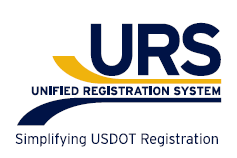 URS
UNIFIED REGISTRATION SYSTEM
Simplifying USDOT Registration